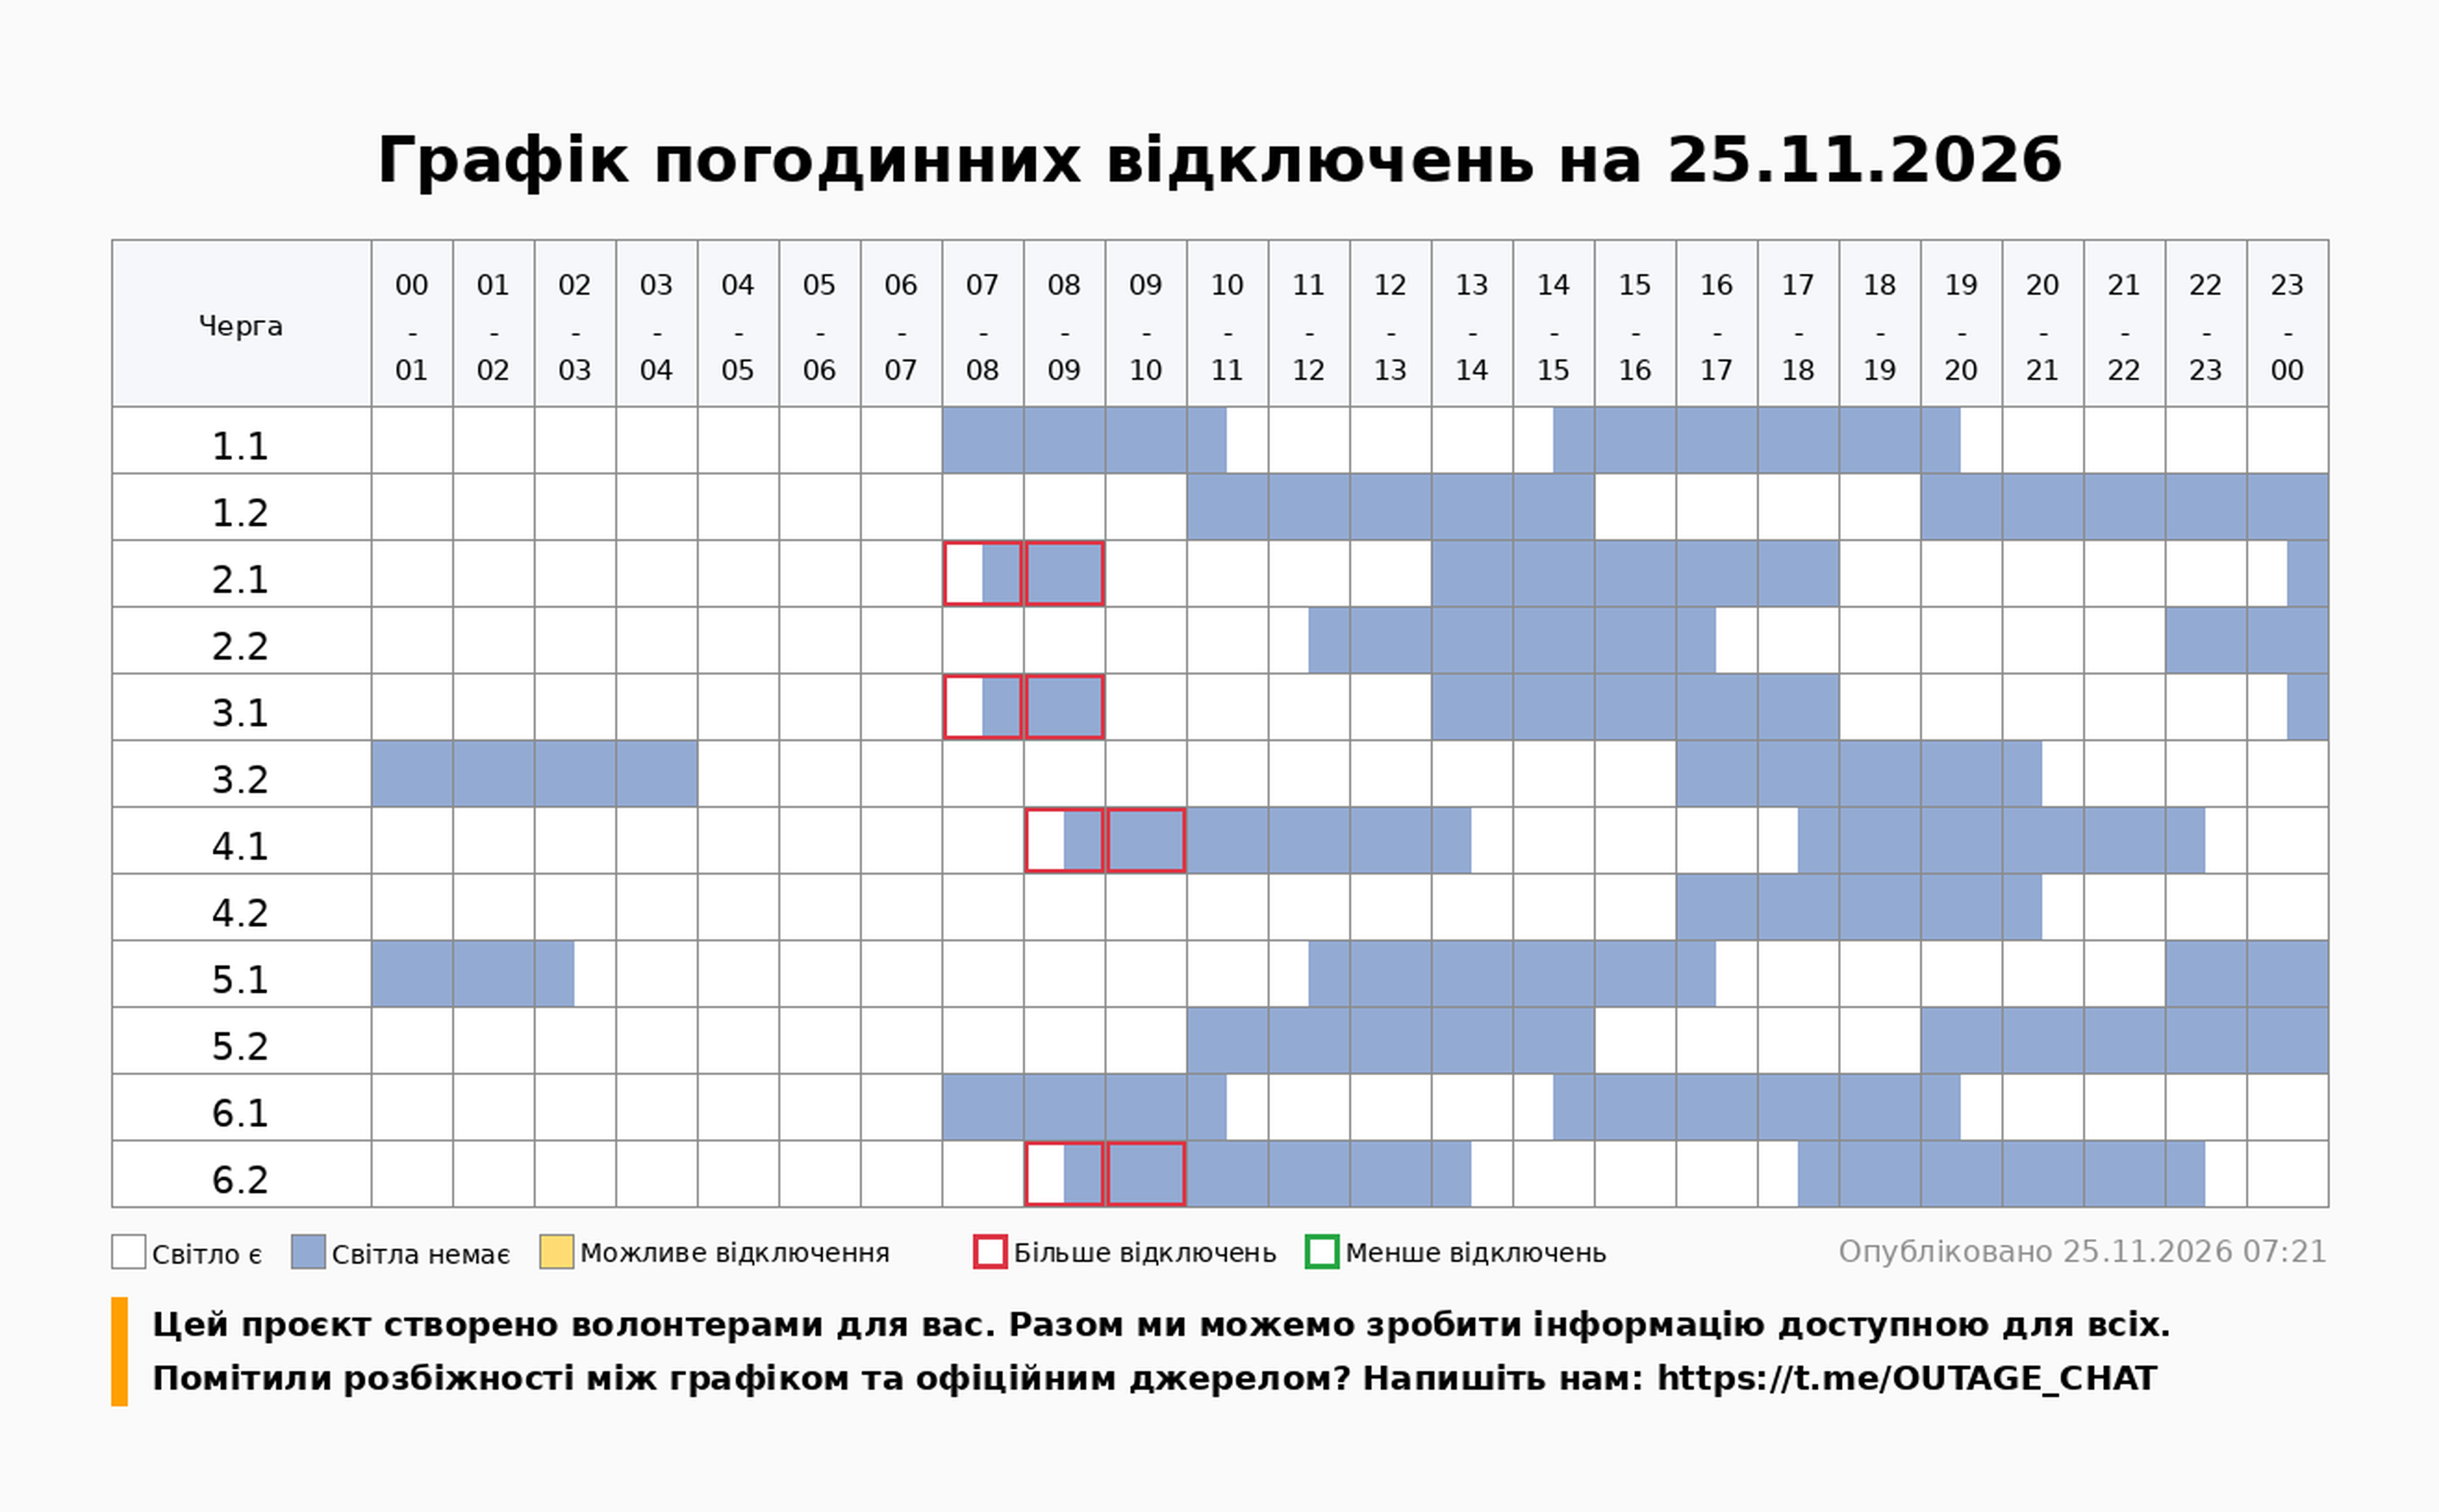 Графік погодинних відключень на 25.11.2026
Черга 00 - 01 01 - 02 02 - 03 03 - 04 04 - 05 05 - 06 06 - 07 07 - 08 08 - 09 09 - 10 10 - 11 11 - 12 12 - 13 13 - 14 14 - 15 15 - 16 16 - 17 17 - 18 18 - 19 19 - 20 20 - 21 21 - 22 22 - 23 23 - 00
1.1
1.2
2.1
2.2
3.1
3.2
4.1
4.2
5.1
5.2
6.1
6.2
Світло є Світла немає Можливе відключення Більше відключень Менше відключень Опубліковано 25.11.2026 07:21
Цей проєкт створено волонтерами для вас. Разом ми можемо зробити інформацію доступною для всіх.
Помітили розбіжності між графіком та офіційним джерелом? Напишіть нам: https://t.me/OUTAGE_CHAT